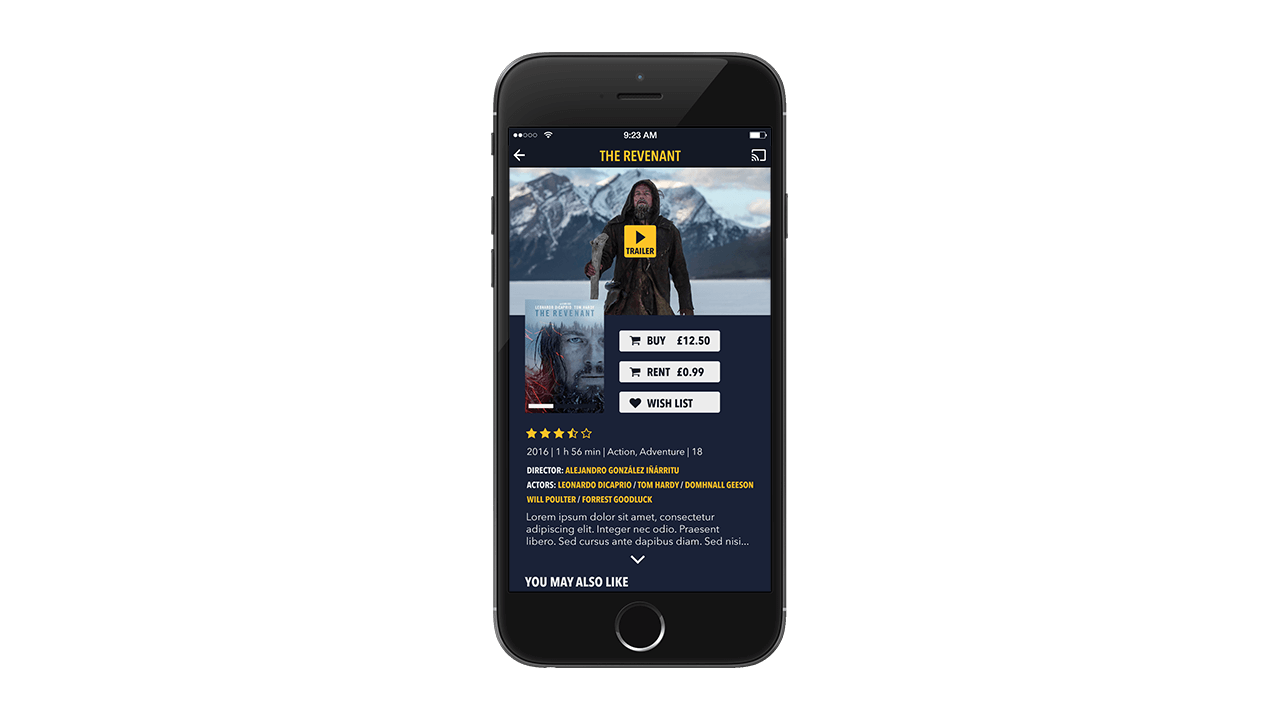 9:23 AM
THE REVENANT
TRAILER
LEONARDO DICAPRIO TOM HARDY
THE REVENANT
BUY £12.50
RENT £0.99
WISH LIST
2016 | 1 h 56 min | Action, Adventure | 18
DIRECTOR: ALEJANDRO GONZÁLEZ IÑÁRRITU
ACTORS: LEONARDO DICAPRIO / TOM HARDY / DOMHNALL GEESON
WILL POULTER / FORREST GOODLUCK
Lorem ipsum dolor sit amet, consectetur
adipiscing elit. Integer nec odio. Praesent
libero. Sed cursus ante dapibus diam. Sed nisi...
YOU MAY ALSO LIKE